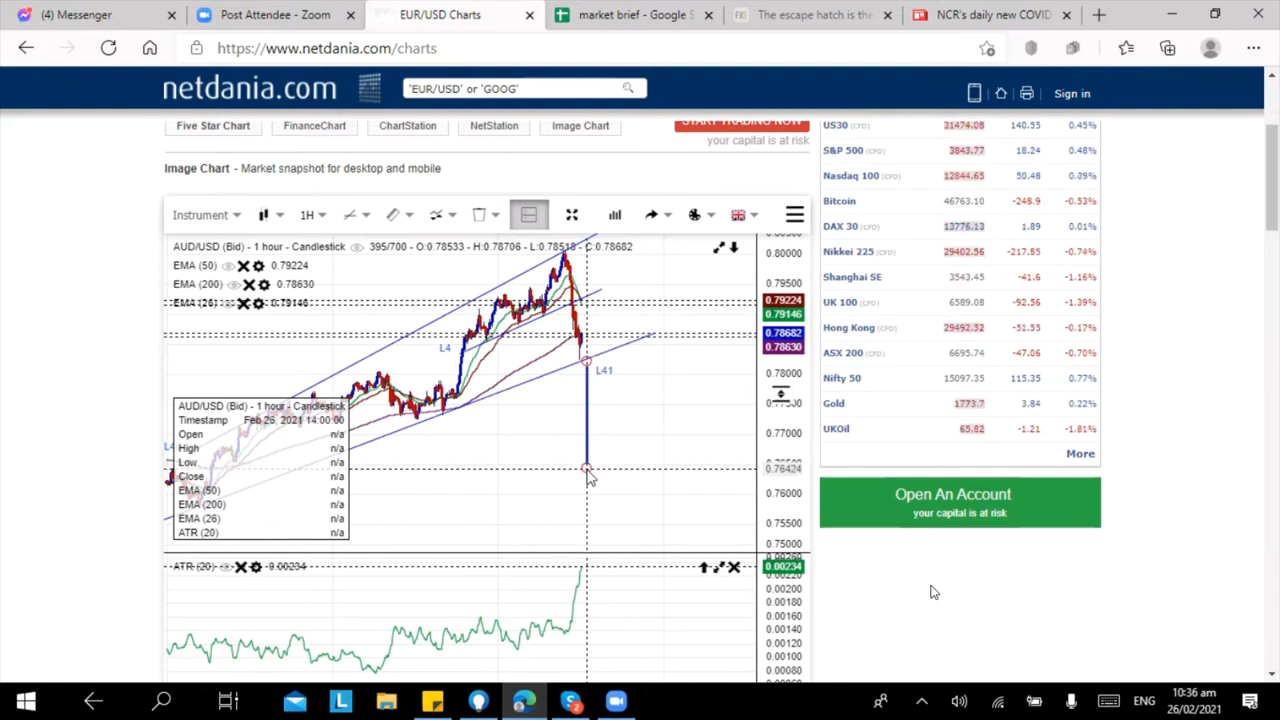 (4) Messenger
Post Attendee - Zoom
EUR/USD Charts
market brief - Google S
The escape hatch is the
NCR's daily new COVID
https://www.netdania.com/charts
netdania.com
'EUR/USD' or 'GOOG'
Sign in
Five Star Chart
FinanceChart
ChartStation
NetStation
Image Chart
START TRADING NOW
your capital is at risk
Image Chart - Market snapshot for desktop and mobile
Instrument
1H
AUD/USD (Bid) - 1 hour - Candlestick
395/700 - O:0.78533 - H:0.78706 - L:0.78518 - C:0.78682
EMA (50)
0.79224
EMA (200)
0.78630
EMA (26)
0.79146
L4
L41
0.80000
0.79500
0.79224
0.79146
0.78682
0.78630
0.78000
0.77500
0.77000
0.76424
0.76000
0.75500
0.75000
AUD/USD (Bid) - 1 hour - Candlestick
Timestamp Feb 26, 2021 14:00:00
Open n/a
High n/a
Low n/a
Close n/a
EMA (50) n/a
EMA (200) n/a
EMA (26) n/a
ATR (20) n/a
ATR (20)
0.00234
0.00234
0.00200
0.00180
0.00160
0.00140
0.00120
0.00100
0.00080
US30 (CFD) 31474.08 140.55 0.45%
S&P 500 (CFD) 3843.77 18.24 0.48%
Nasdaq 100 (CFD) 12844.65 50.48 0.39%
Bitcoin 46763.10 -248.9 -0.53%
DAX 30 (CFD) 13776.13 1.89 0.01%
Nikkei 225 (CFD) 29402.56 -217.85 -0.74%
Shanghai SE 3543.45 -41.6 -1.16%
UK 100 (CFD) 6589.08 -92.56 -1.39%
Hong Kong (CFD) 29492.32 -51.55 -0.17%
ASX 200 (CFD) 6695.74 -47.06 -0.70%
Nifty 50 15097.35 115.35 0.77%
Gold 1773.7 3.84 0.22%
UKOil 65.82 -1.21 -1.81%
More
Open An Account
your capital is at risk
ENG
10:36 am
26/02/2021